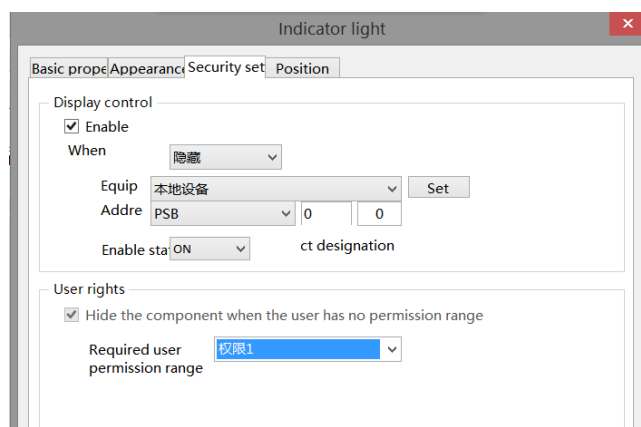 Indicator light
Basic prope Appearance Security set Position
Display control
Enable
When 隐藏
Equip 本地设备 Set
Addre PSB 0 0
Enable sta ON ct designation
User rights
Hide the component when the user has no permission range
Required user 权限1
permission range